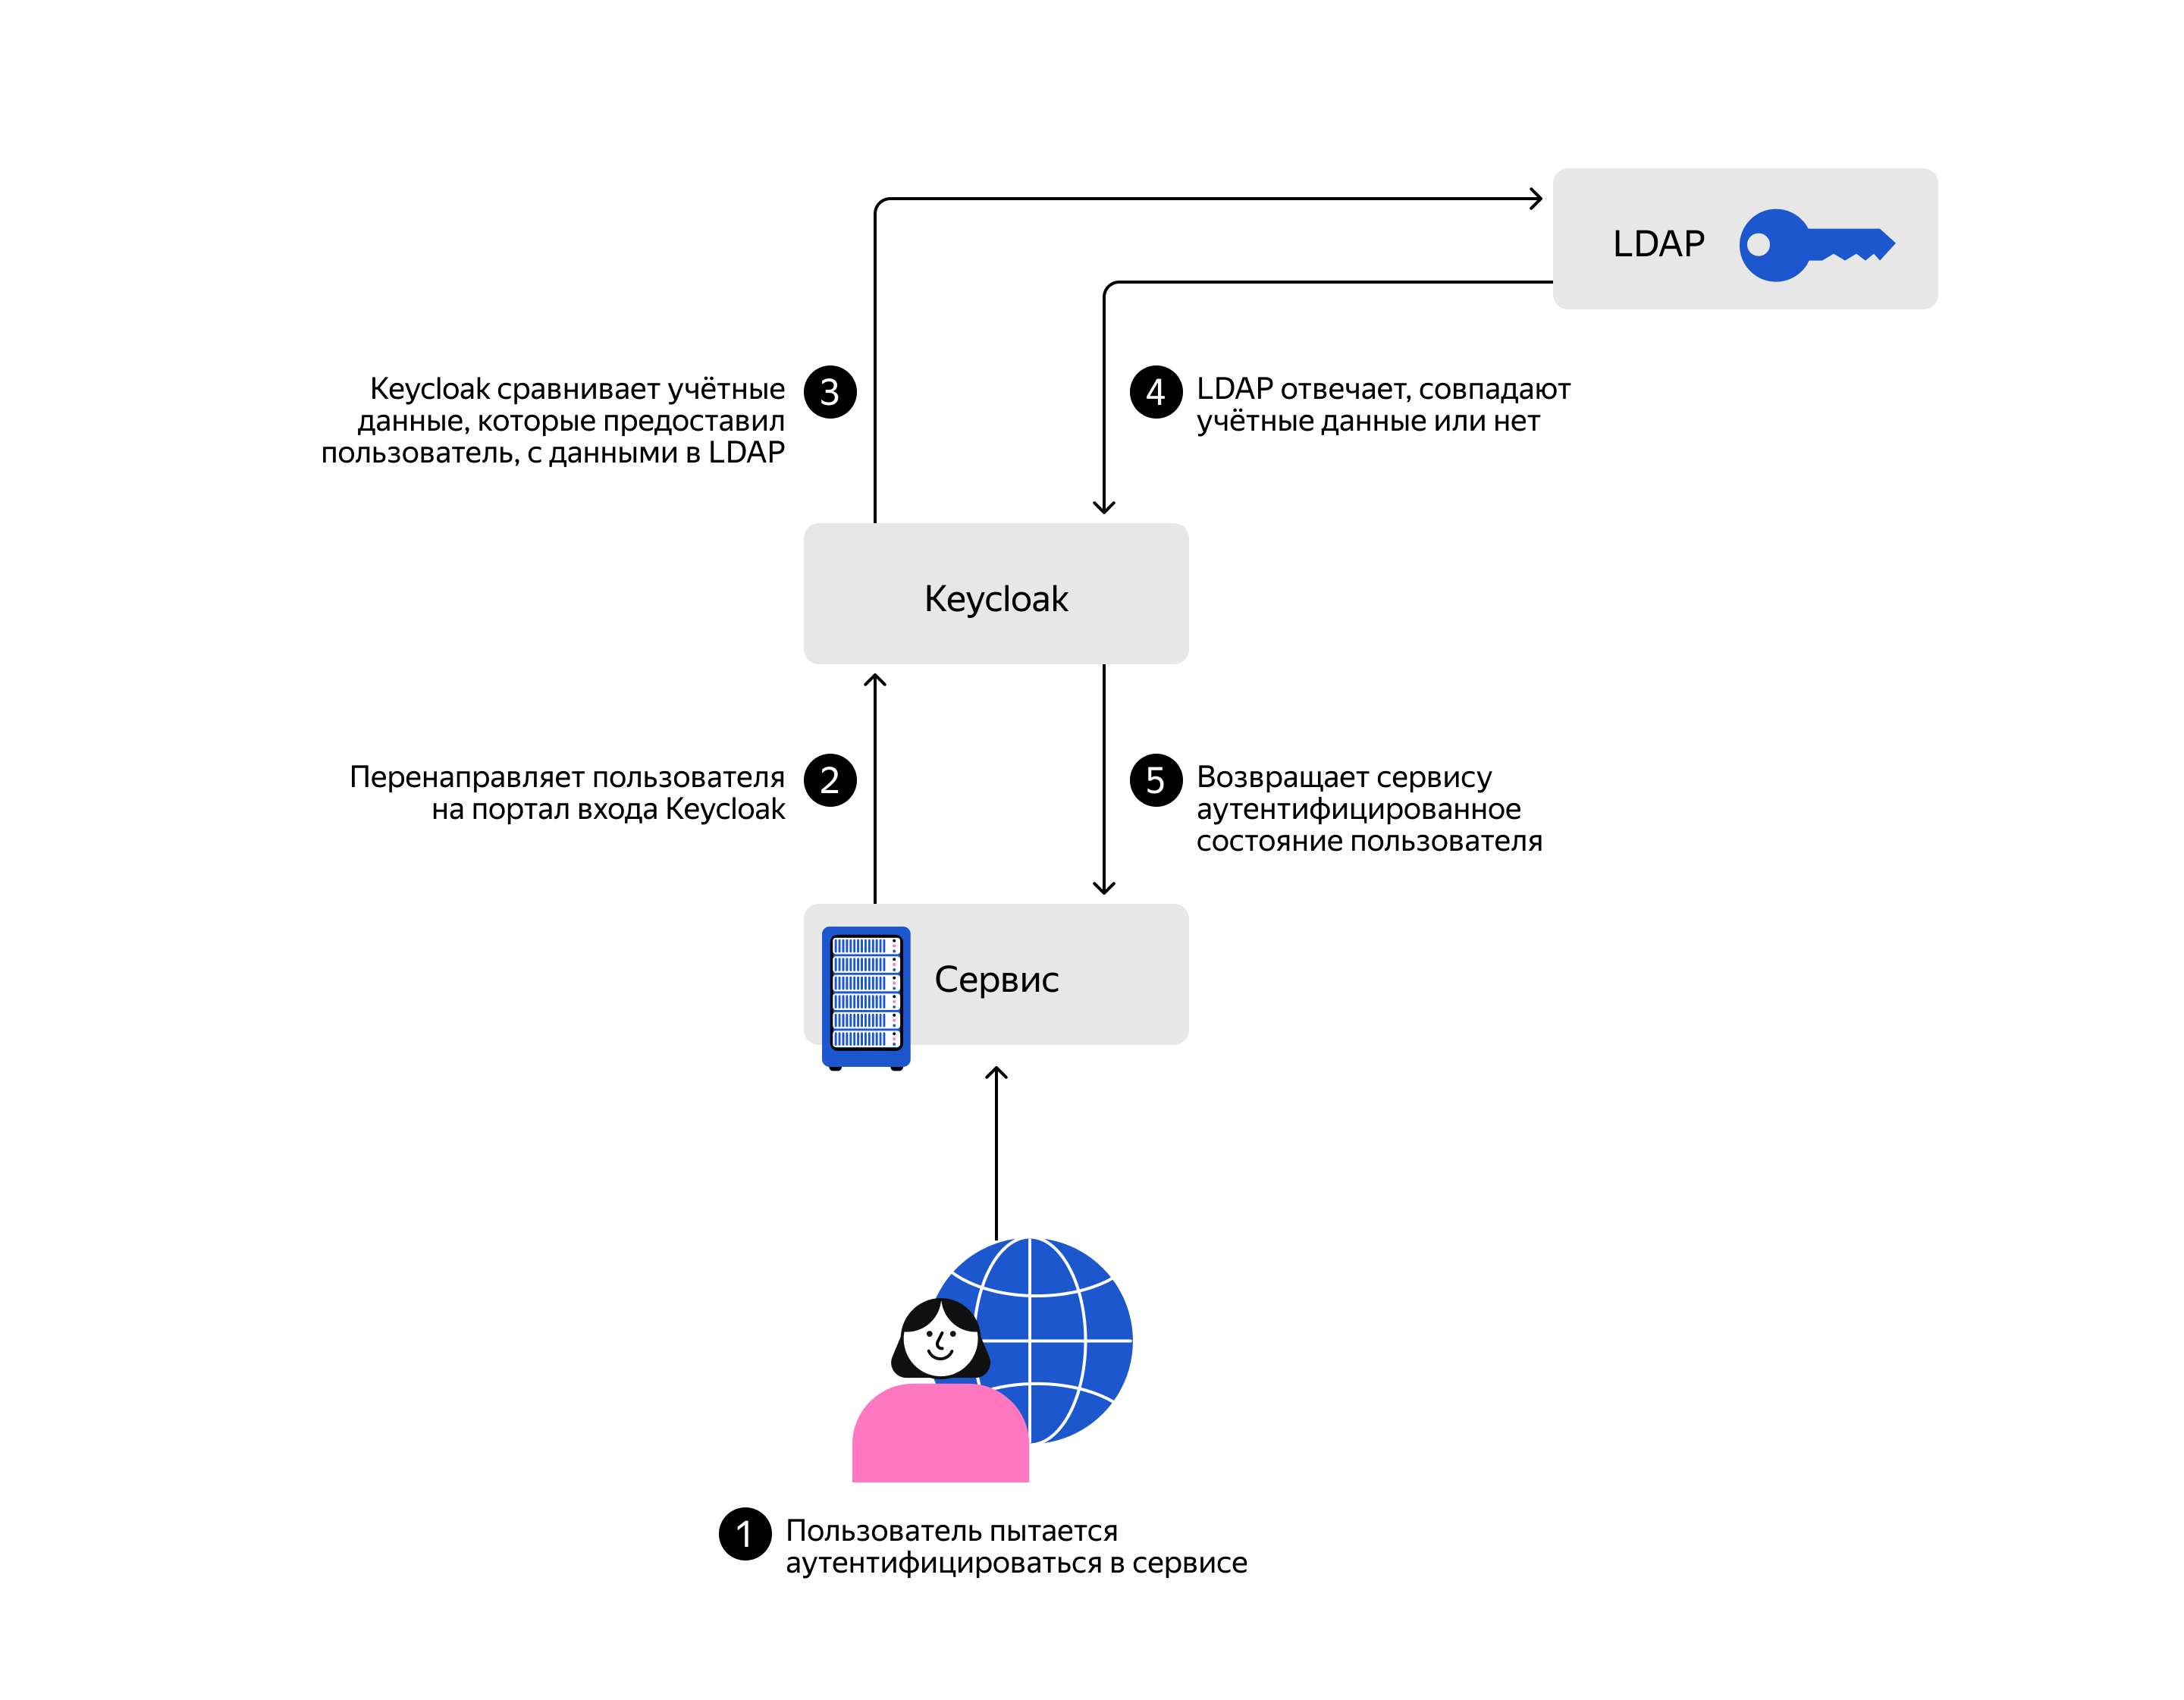 LDAP
3
Keycloak сравнивает учётные
данные, которые предоставил
пользователь, с данными в LDAP
4
LDAP отвечает, совпадают
учётные данные или нет
Keycloak
2
Перенаправляет пользователя
на портал входа Keycloak
5
Возвращает сервису
аутентифицированное
состояние пользователя
Сервис
1
Пользователь пытается
аутентифицироваться в сервисе